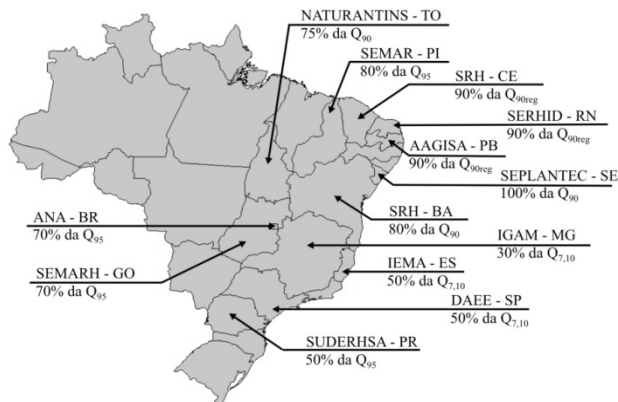 NATURANTINS - TO
75% da Q90
SEMAR - PI
80% da Q95
SRH - CE
90% da Q90reg
SERHID - RN
90% da Q90reg
AAGISA - PB
90% da Q90reg
SEPLANTEC - SE
100% da Q90
ANA - BR
70% da Q95
SRH - BA
80% da Q90
IGAM - MG
30% da Q7,10
SEMARH - GO
70% da Q95
IEMA - ES
50% da Q7,10
DAEE - SP
50% da Q7,10
SUDERHSA - PR
50% da Q95